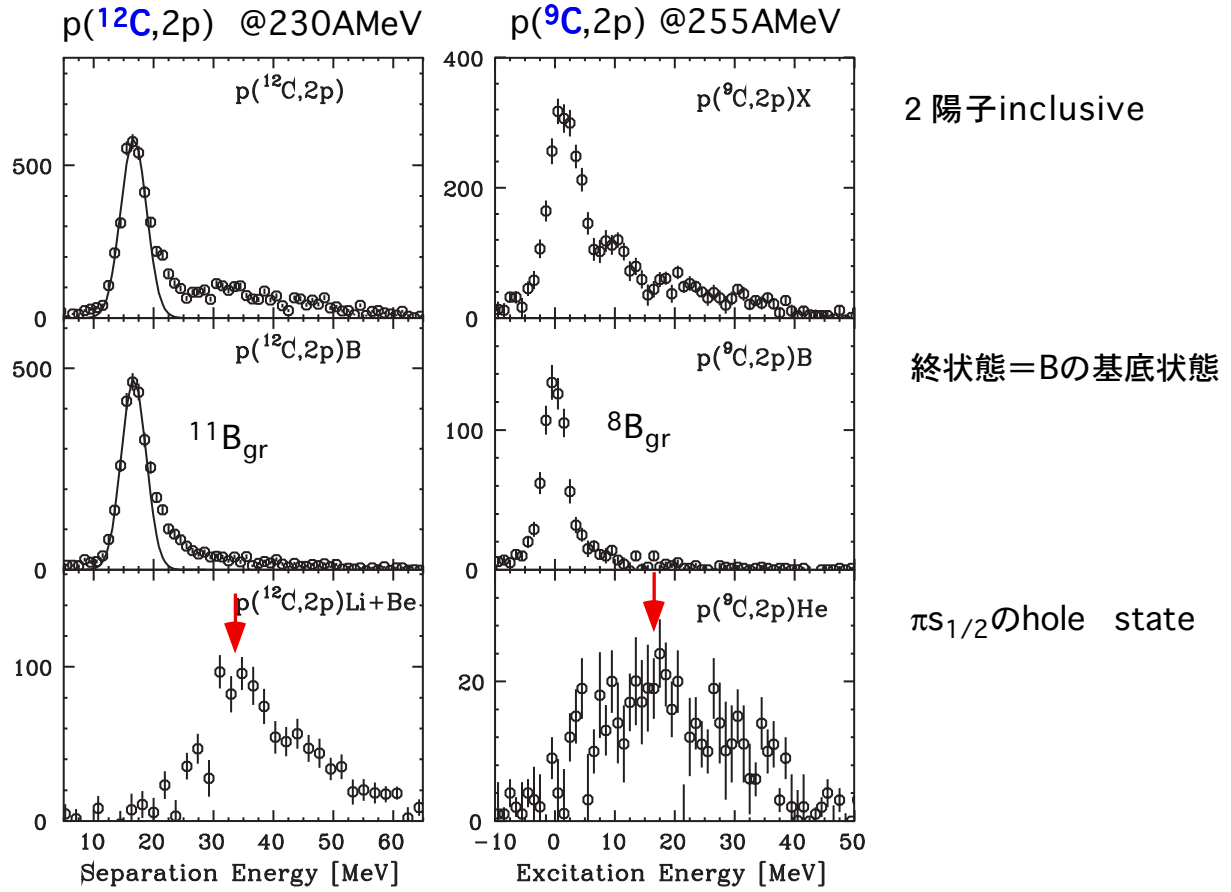 p(¹²C,2p) @230AMeV
p(⁹C,2p) @255AMeV
p(¹²C,2p)
500
0
p(⁹C,2p)X
400
200
0
2 陽子inclusive
p(¹²C,2p)B
¹¹B_gr
500
0
p(⁹C,2p)B
⁸B_gr
100
0
終状態=Bの基底状態
p(¹²C,2p)Li+Be
100
0
p(⁹C,2p)He
20
0
πs_1/2のhole state
10 20 30 40 50 60
Separation Energy [MeV]
-10 0 10 20 30 40 50
Excitation Energy [MeV]